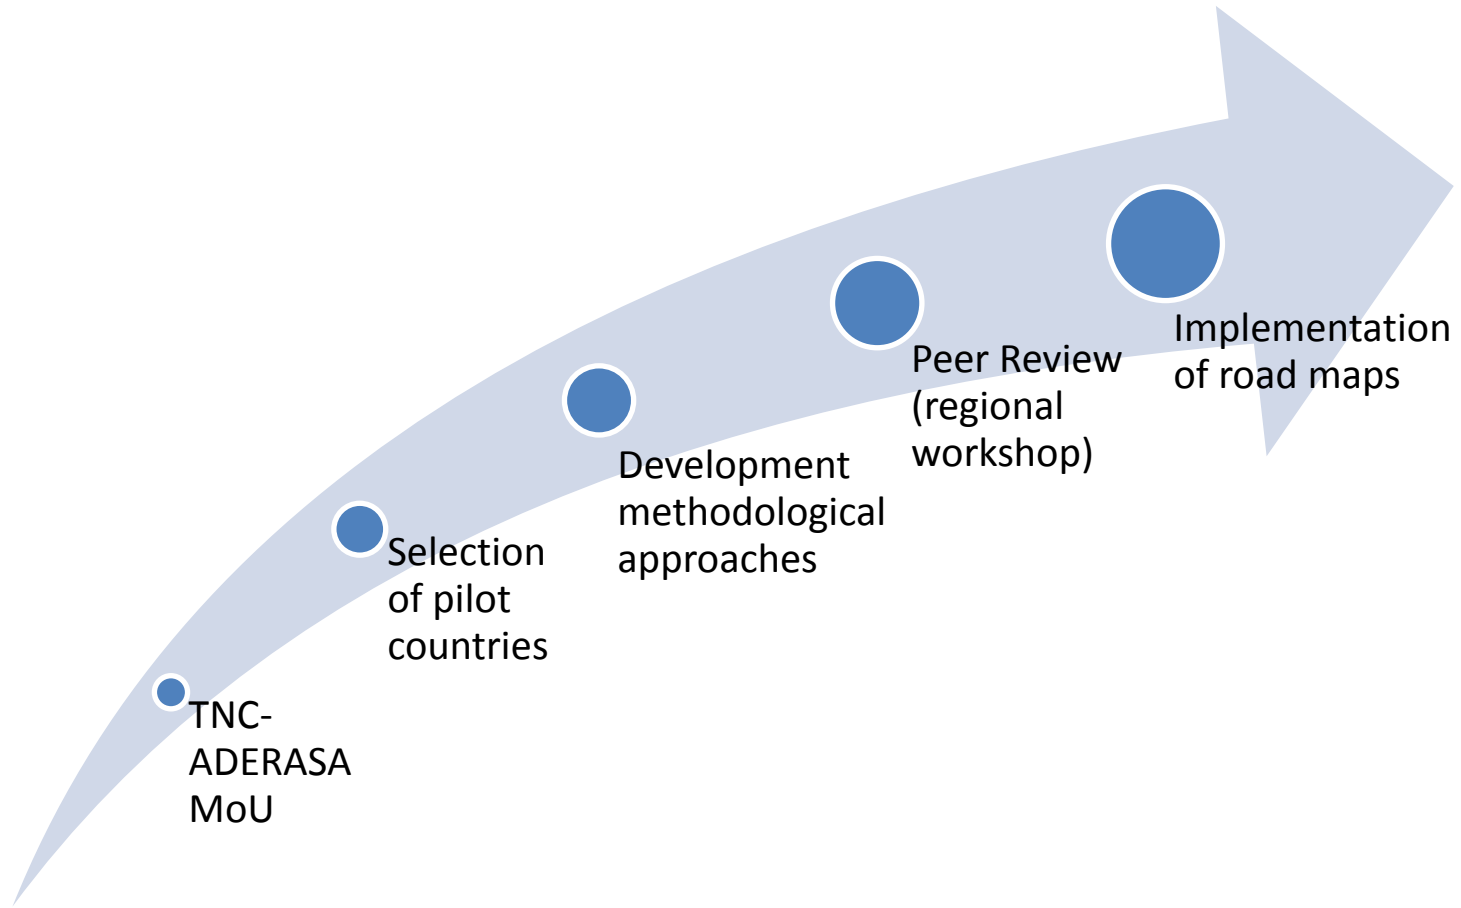 TNC-
ADERASA
MoU
Selection
of pilot
countries
Development
methodological
approaches
Peer Review
(regional
workshop)
Implementation
of road maps